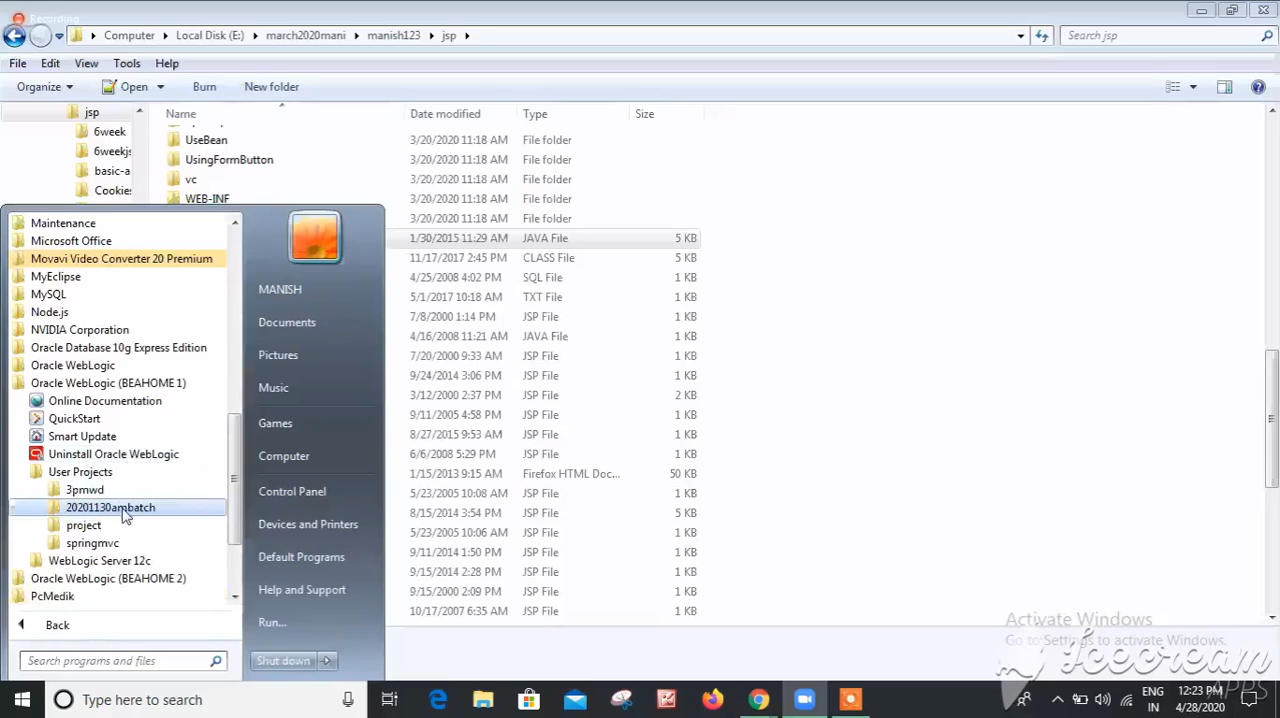 Recording
Computer Local Disk (E:) march2020mani manish123 jsp Search jsp
File Edit View Tools Help
Organize Open Burn New folder
jsp Name Date modified Type Size
6week UseBean 3/20/2020 11:18 AM File folder
6weekjs UsingFormButton 3/20/2020 11:18 AM File folder
basic-a vc 3/20/2020 11:18 AM File folder
Cookies WEB-INF 3/20/2020 11:18 AM File folder
3/20/2020 11:18 AM File folder
1/30/2015 11:29 AM JAVA File 5 KB
11/17/2017 2:45 PM CLASS File 5 KB
4/25/2008 4:02 PM SQL File 1 KB
5/1/2017 10:18 AM TXT File 1 KB
7/8/2000 1:14 PM JSP File 1 KB
4/16/2008 11:21 AM JAVA File 1 KB
7/20/2000 9:33 AM JSP File 1 KB
9/24/2014 3:06 PM JSP File 1 KB
3/12/2000 2:37 PM JSP File 2 KB
9/11/2005 4:58 PM JSP File 1 KB
8/27/2015 9:53 AM JSP File 1 KB
6/6/2008 5:29 PM JSP File 1 KB
1/15/2013 9:15 AM Firefox HTML Doc... 50 KB
5/23/2005 10:08 AM JSP File 1 KB
8/15/2014 3:54 PM JSP File 1 KB
5/23/2005 10:06 AM JSP File 1 KB
9/11/2014 1:50 PM JSP File 1 KB
9/15/2014 2:28 PM JSP File 1 KB
9/15/2000 2:09 PM JSP File 1 KB
10/17/2007 6:35 AM JSP File 1 KB
Maintenance
Microsoft Office
Movavi Video Converter 20 Premium
MyEclipse
MySQL
Node.js
NVIDIA Corporation
Oracle Database 10g Express Edition
Oracle WebLogic
Oracle WebLogic (BEAHOME 1)
Online Documentation
QuickStart
Smart Update
Uninstall Oracle WebLogic
User Projects
3pmwd
20201130ambatch
project
springmvc
WebLogic Server 12c
Oracle WebLogic (BEAHOME 2)
PcMedik
Back
Search programs and files
MANISH
Documents
Pictures
Music
Games
Computer
Control Panel
Devices and Printers
Default Programs
Help and Support
Run...
Shut down
Activate Windows
Go to Settings to activate Windows.
Icecream
APPS
Type here to search
ENG
IN
12:23 PM
4/28/2020